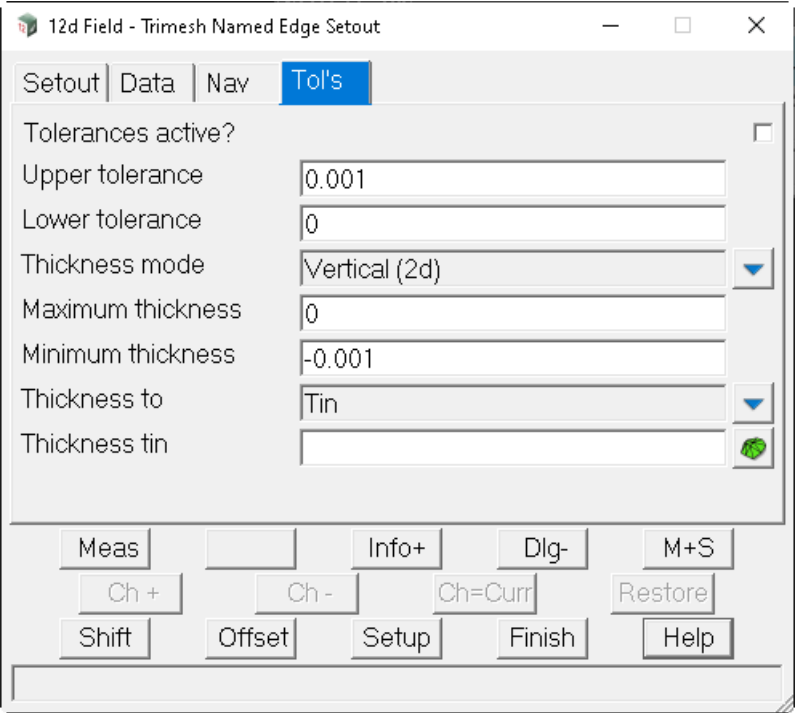 12d Field - Trimesh Named Edge Setout
Setout Data Nav Tol's
Tolerances active?
Upper tolerance 0.001
Lower tolerance 0
Thickness mode Vertical (2d)
Maximum thickness 0
Minimum thickness -0.001
Thickness to Tin
Thickness tin
Meas Info+ Dlg- M+S
Ch + Ch - Ch=Curr Restore
Shift Offset Setup Finish Help